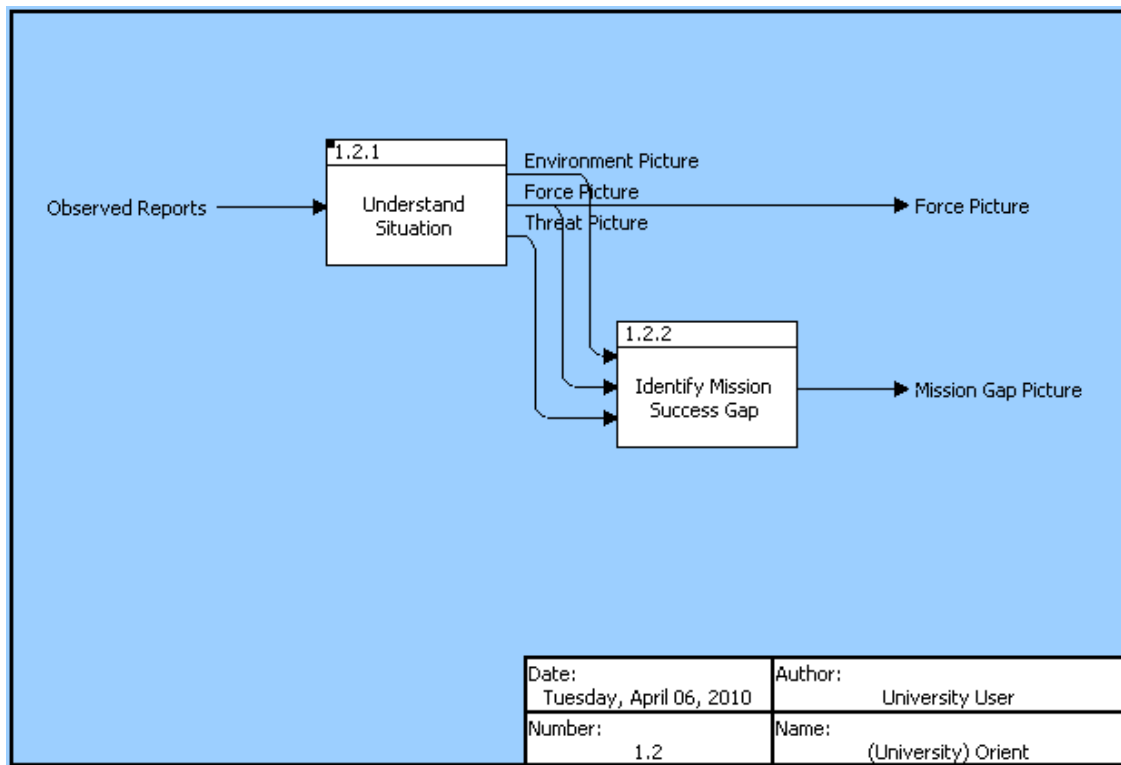 1.2.1
Understand
Situation
Observed Reports
Environment Picture
Force Picture
Threat Picture
Force Picture
1.2.2
Identify Mission
Success Gap
Mission Gap Picture
Date:
Tuesday, April 06, 2010
Author:
University User
Number:
1.2
Name:
(University) Orient